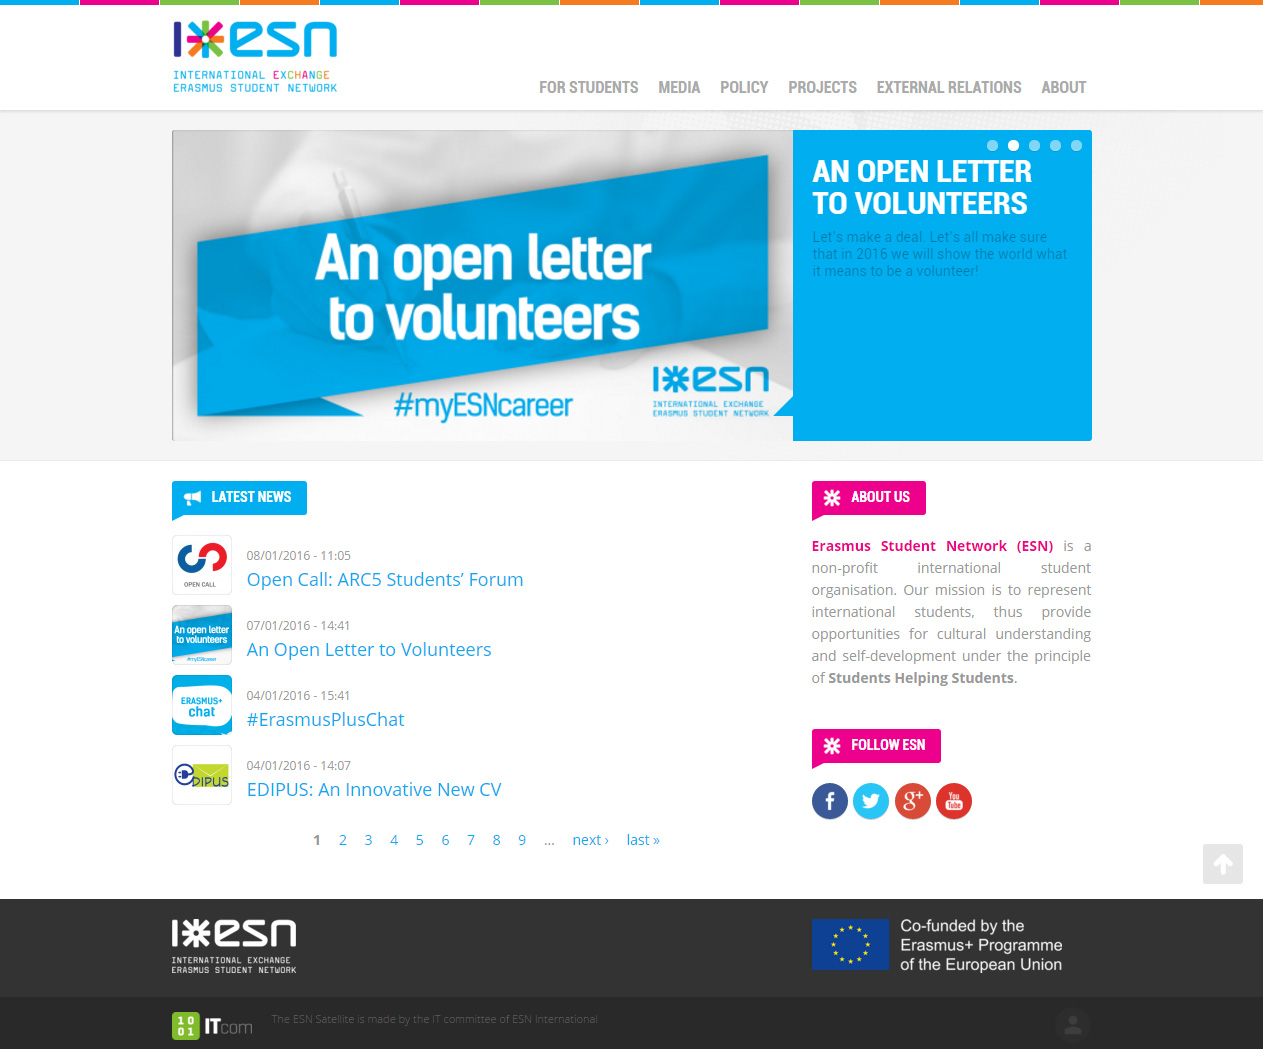 esn
INTERNATIONAL EXCHANGE
ERASMUS STUDENT NETWORK
FOR STUDENTS MEDIA POLICY PROJECTS EXTERNAL RELATIONS ABOUT
An open letter
to volunteers
#myESNcareer
esn
INTERNATIONAL EXCHANGE
ERASMUS STUDENT NETWORK
AN OPEN LETTER
TO VOLUNTEERS
Let's make a deal. Let's all make sure
that in 2016 we will show the world what
it means to be a volunteer!
LATEST NEWS
OPEN CALL
08/01/2016 - 11:05
Open Call: ARC5 Students’ Forum
An open letter
to volunteers
#myESNcareer
07/01/2016 - 14:41
An Open Letter to Volunteers
ERASMUS+
chat
04/01/2016 - 15:41
#ErasmusPlusChat
EDIPUS
04/01/2016 - 14:07
EDIPUS: An Innovative New CV
1 2 3 4 5 6 7 8 9 … next › last »
ABOUT US
Erasmus Student Network (ESN) is a
non-profit international student
organisation. Our mission is to represent
international students, thus provide
opportunities for cultural understanding
and self-development under the principle
of Students Helping Students.
FOLLOW ESN
f g+ You Tube
esn
INTERNATIONAL EXCHANGE
ERASMUS STUDENT NETWORK
Co-funded by the
Erasmus+ Programme
of the European Union
10
01 ITcom
The ESN Satellite is made by the IT committee of ESN International